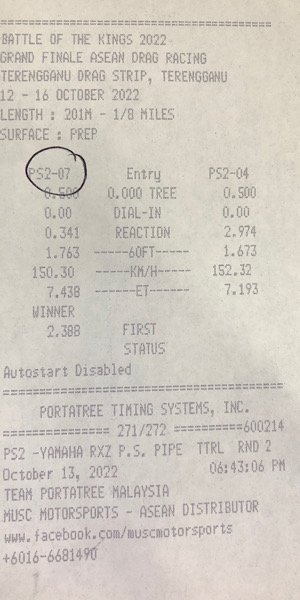 =================================
BATTLE OF THE KINGS 2022
GRAND FINALE ASEAN DRAG RACING
TERENGGANU DRAG STRIP, TERENGGANU
12 - 16 OCTOBER 2022
LENGTH : 201M - 1/8 MILES
SURFACE : PREP
PS2-07 Entry PS2-04
0.500 0.000 TREE 0.500
0.00 DIAL-IN 0.00
0.341 REACTION 2.974
1.763 -----60FT----- 1.673
150.30 -----KM/H----- 152.32
7.438 ------ET------ 7.193
WINNER
2.388 FIRST
STATUS
Autostart Disabled
=================================
PORTATREE TIMING SYSTEMS, INC.
============== 271/272 ==========600214
PS2 -YAMAHA RXZ P.S. PIPE TTRL RND 2
October 13, 2022 06:43:06 PM
TEAM PORTATREE MALAYSIA
MUSC MOTORSPORTS - ASEAN DISTRIBUTOR
www.facebook.com/muscmotorsports
+6016-6681490